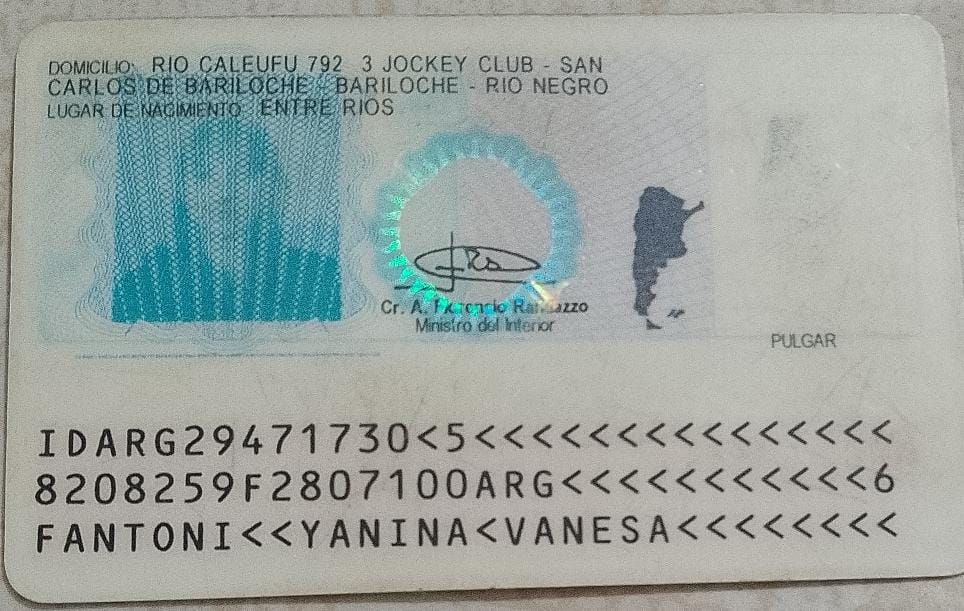 DOMICILIO: RIO CALEUFU 792 3 JOCKEY CLUB - SAN
CARLOS DE BARILOCHE - BARILOCHE - RIO NEGRO
LUGAR DE NACIMIENTO ENTRE RIOS
Cr. A. Florencio Randazzo
Ministro del Interior
PULGAR
IDARG29471730<5<<<<<<<<<<<<<<<
8208259F2807100ARG<<<<<<<<<<<6
FANTONI<<YANINA<VANESA<<<<<<<<